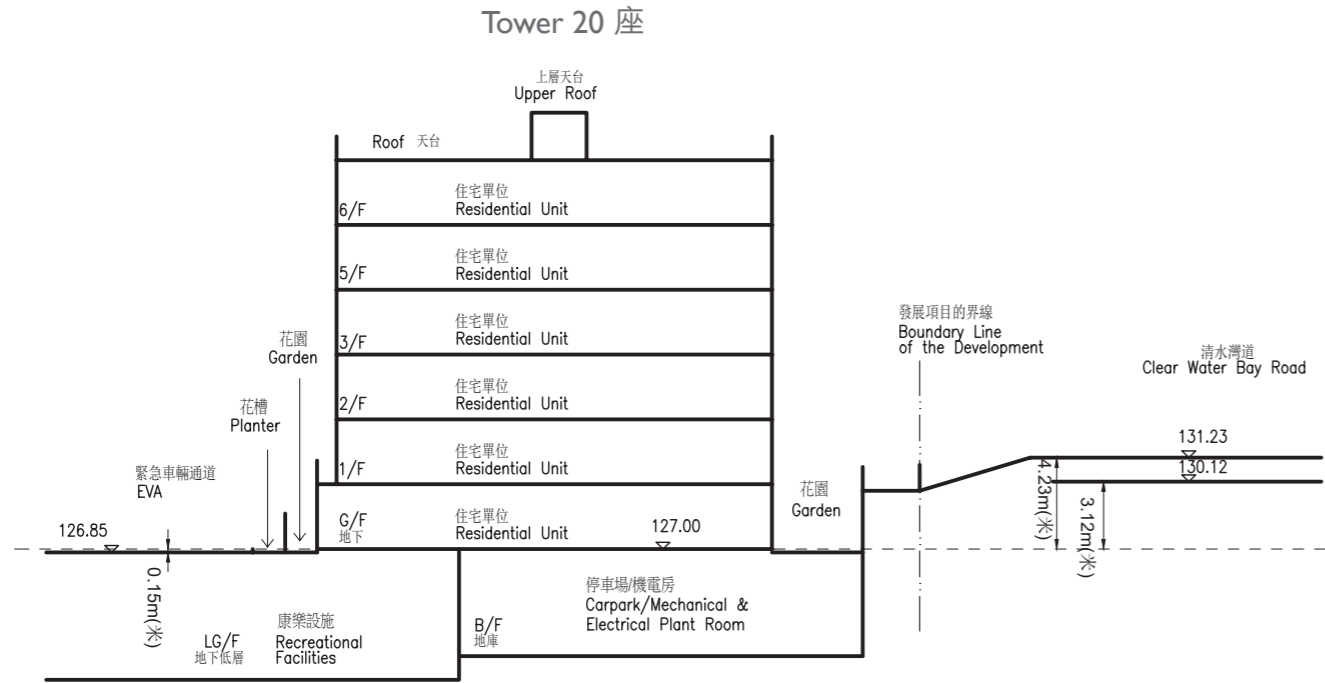 Tower 20 座
上層天台
Upper Roof
Roof 天台
住宅單位
6/F Residential Unit
住宅單位
5/F Residential Unit
住宅單位
3/F Residential Unit
住宅單位
2/F Residential Unit
住宅單位
1/F Residential Unit
G/F 住宅單位
地下 Residential Unit
127.00
花園
Garden
花槽
Planter
緊急車輛通道
EVA
126.85
0.15m(米)
花園
Garden
發展項目的界線
Boundary Line
of the Development
清水灣道
Clear Water Bay Road
131.23
130.12
4.23m(米)
3.12m(米)
康樂設施
LG/F Recreational
地下低層 Facilities
B/F
地庫
停車場/機電房
Carpark/Mechanical &
Electrical Plant Room